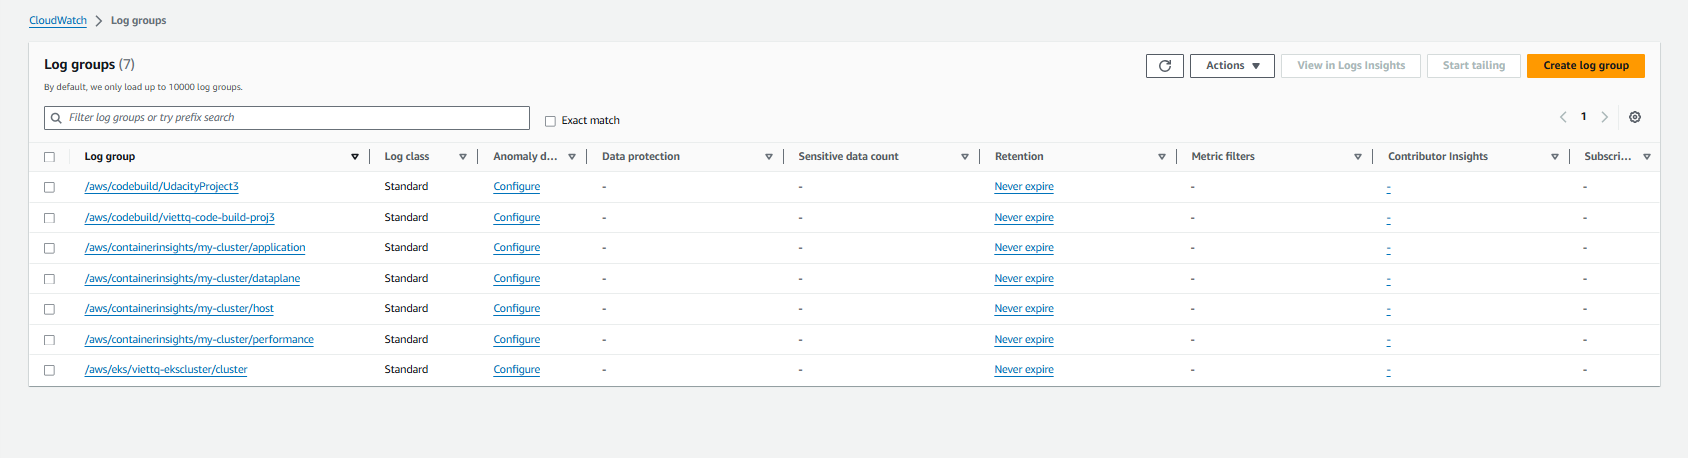 CloudWatch > Log groups
Log groups (7)
Actions View in Logs Insights Start tailing Create log group
By default, we only load up to 10000 log groups.
Filter log groups or try prefix search Exact match 1
Log group Log class Anomaly d... Data protection Sensitive data count Retention Metric filters Contributor Insights Subscri...
/aws/codebuild/UdacityProject3 Standard Configure - - Never expire - - -
/aws/codebuild/viettq-code-build-proj3 Standard Configure - - Never expire - - -
/aws/containerinsights/my-cluster/application Standard Configure - - Never expire - - -
/aws/containerinsights/my-cluster/dataplane Standard Configure - - Never expire - - -
/aws/containerinsights/my-cluster/host Standard Configure - - Never expire - - -
/aws/containerinsights/my-cluster/performance Standard Configure - - Never expire - - -
/aws/eks/viettq-ekscluster/cluster Standard Configure - - Never expire - - -